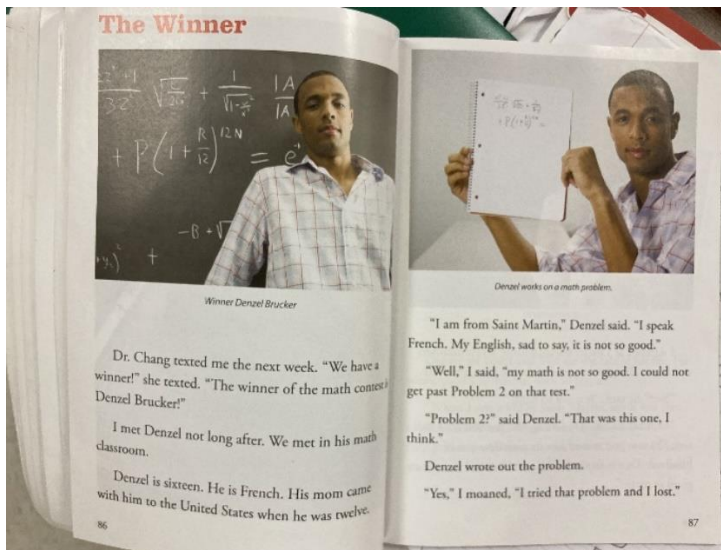 The Winner
P(1+
R
12
)12N
=
-B + √
Winner Denzel Brucker
Dr. Chang texted me the next week. “We have a
winner!” she texted. “The winner of the math contest is
Denzel Brucker!”
I met Denzel not long after. We met in his math
classroom.
Denzel is sixteen. He is French. His mom came
with him to the United States when he was twelve.
86
Denzel works on a math problem.
“I am from Saint Martin,” Denzel said. “I speak
French. My English, sad to say, it is not so good.”
“Well,” I said, “my math is not so good. I could not
get past Problem 2 on that test.”
“Problem 2?” said Denzel. “That was this one, I
think.”
Denzel wrote out the problem.
“Yes,” I moaned, “I tried that problem and I lost.”
87